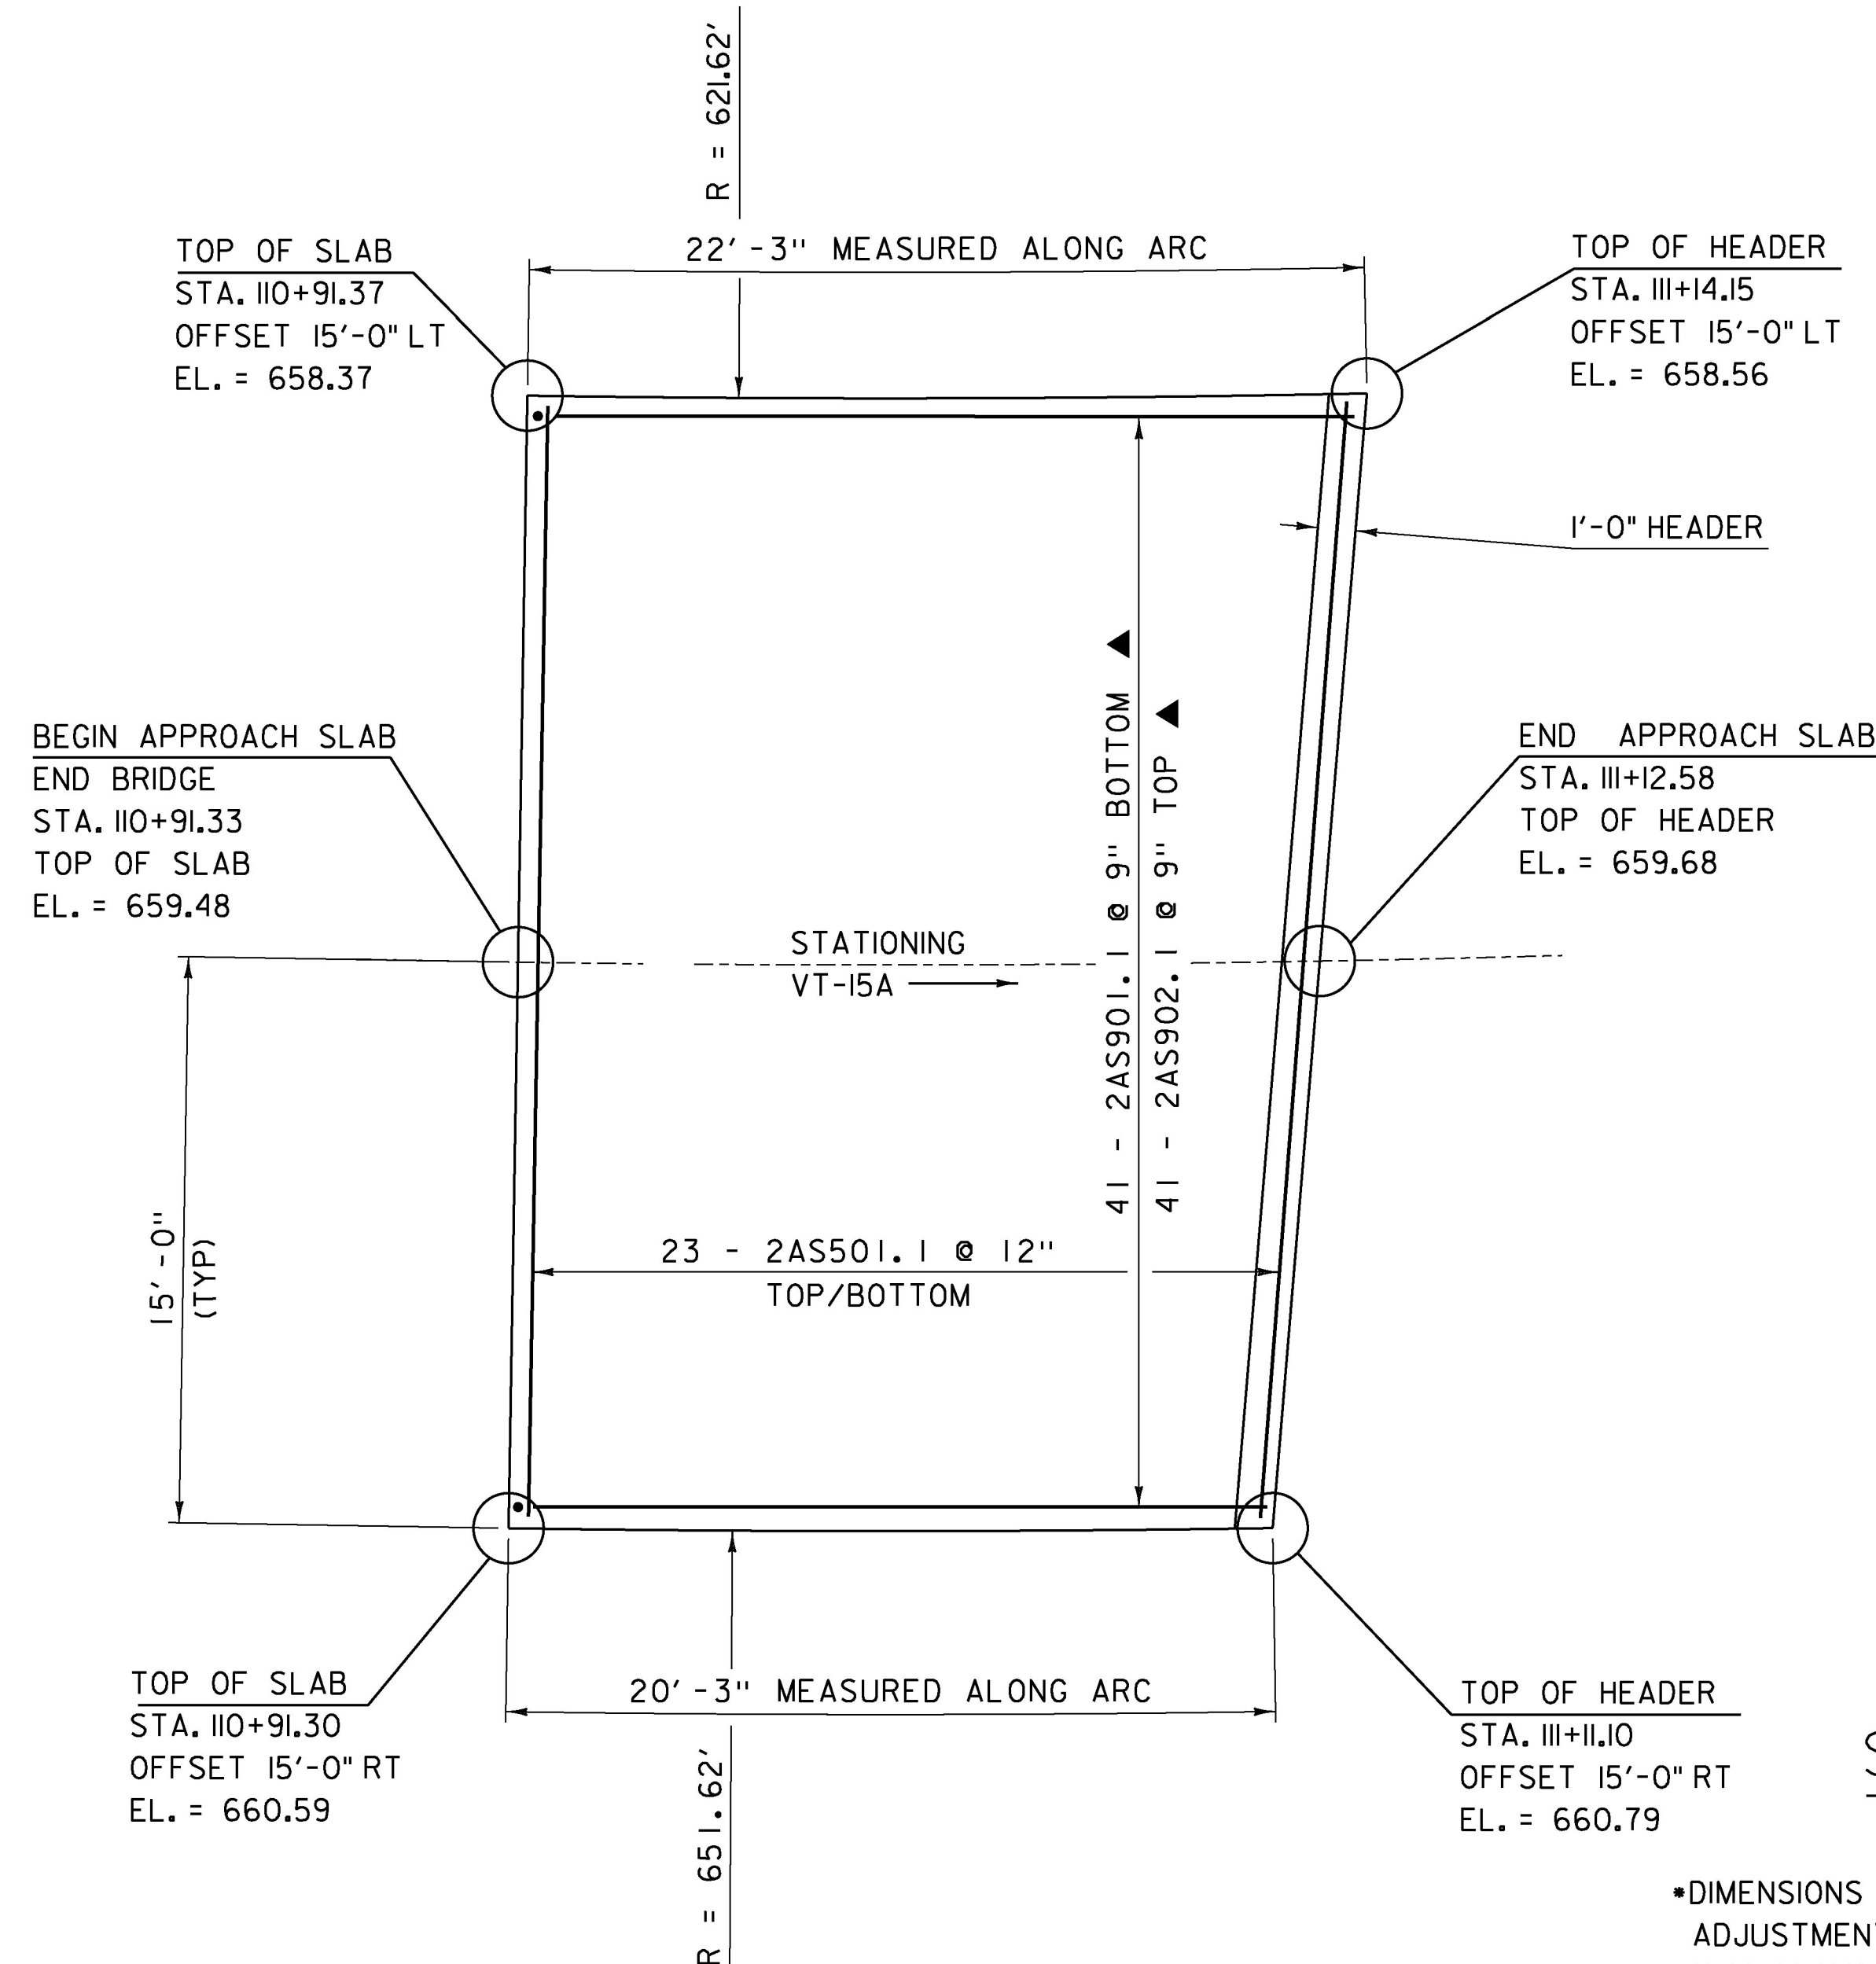 R = 621.62'
22'-3" MEASURED ALONG ARC
TOP OF SLAB
STA. 110+91.37
OFFSET 15'-0" LT
EL. = 658.37
TOP OF HEADER
STA. 111+14.15
OFFSET 15'-0" LT
EL. = 658.56
1'-0" HEADER
BEGIN APPROACH SLAB
END BRIDGE
STA. 110+91.33
TOP OF SLAB
EL. = 659.48
END APPROACH SLAB
STA. 111+12.58
TOP OF HEADER
EL. = 659.68
41 - 2AS901.1 @ 9" BOTTOM
41 - 2AS902.1 @ 9" TOP
STATIONING
VT-15A
15'-0"
(TYP)
23 - 2AS501.1 @ 12"
TOP/BOTTOM
TOP OF SLAB
STA. 110+91.30
OFFSET 15'-0" RT
EL. = 660.59
20'-3" MEASURED ALONG ARC
R = 651.62'
TOP OF HEADER
STA. 111+11.10
OFFSET 15'-0" RT
EL. = 660.79
*DIMENSIONS